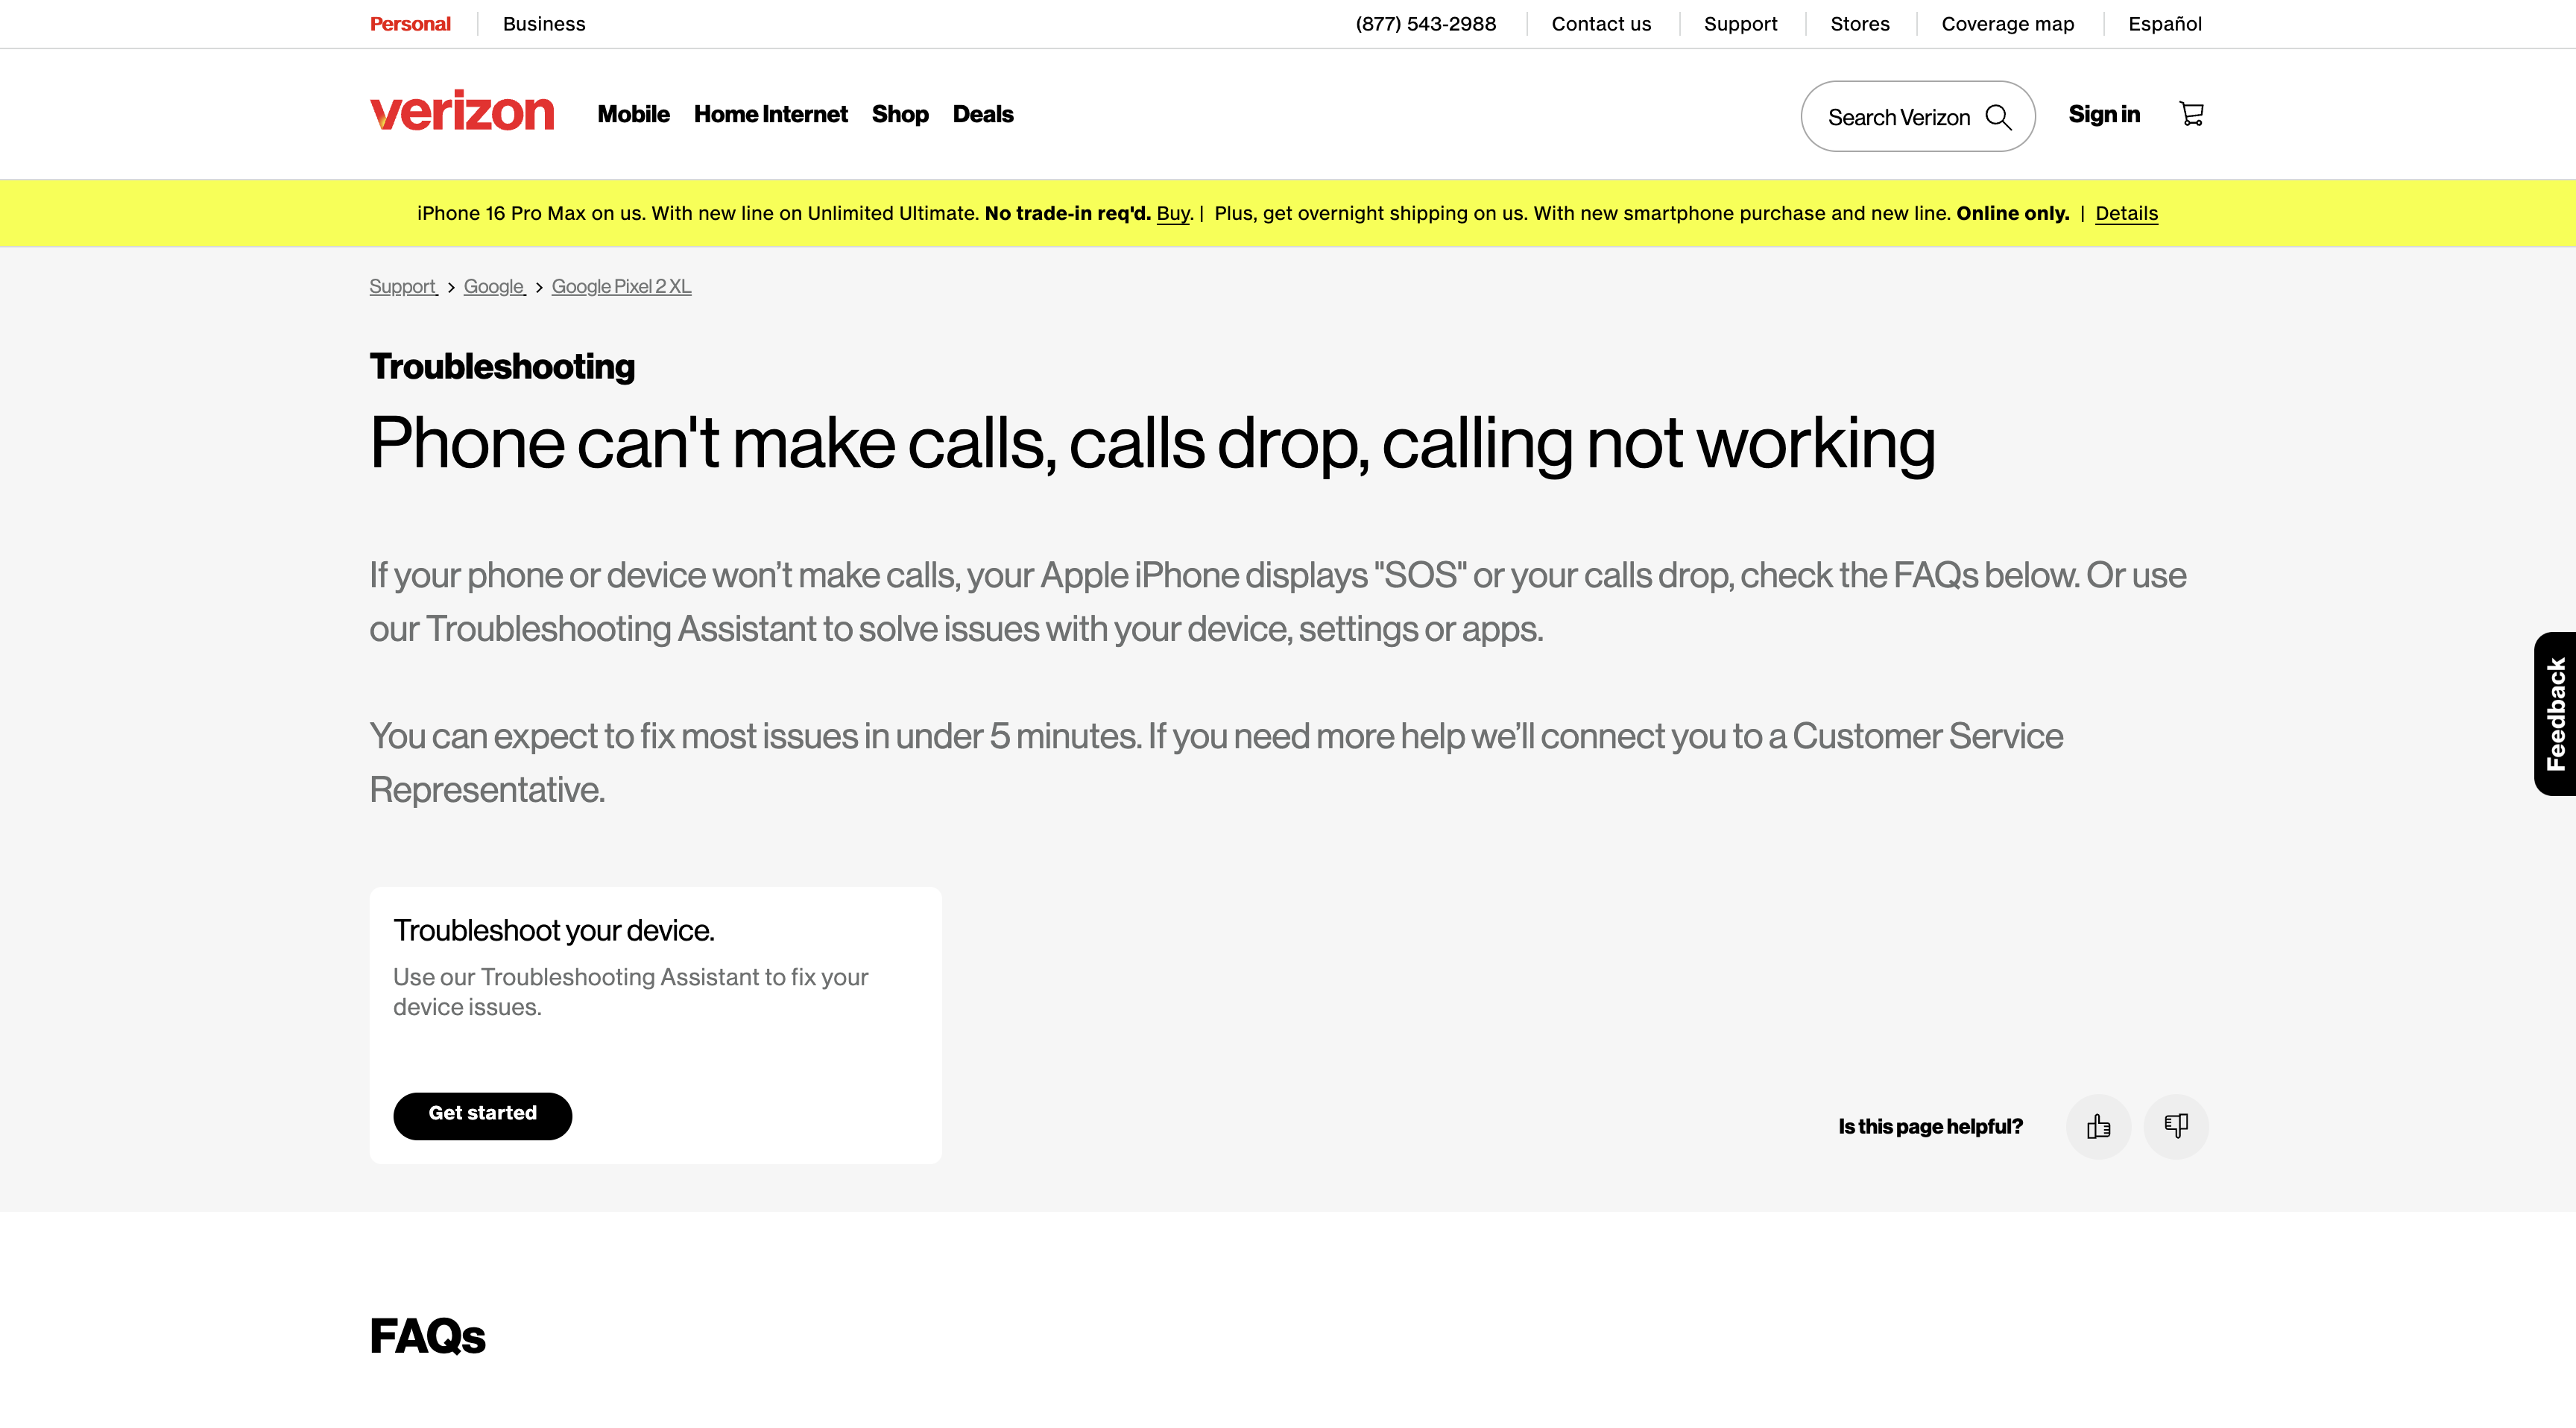 Personal Business (877) 543-2988 Contact us Support Stores Coverage map Español
verizon Mobile Home Internet Shop Deals Search Verizon Sign in
iPhone 16 Pro Max on us. With new line on Unlimited Ultimate. No trade-in req'd. Buy. | Plus, get overnight shipping on us. With new smartphone purchase and new line. Online only. | Details
Support > Google > Google Pixel 2 XL
Troubleshooting
Phone can't make calls, calls drop, calling not working
If your phone or device won’t make calls, your Apple iPhone displays "SOS" or your calls drop, check the FAQs below. Or use
our Troubleshooting Assistant to solve issues with your device, settings or apps.
You can expect to fix most issues in under 5 minutes. If you need more help we’ll connect you to a Customer Service
Representative.
Feedback
Troubleshoot your device.
Use our Troubleshooting Assistant to fix your
device issues.
Get started
Is this page helpful?
FAQs